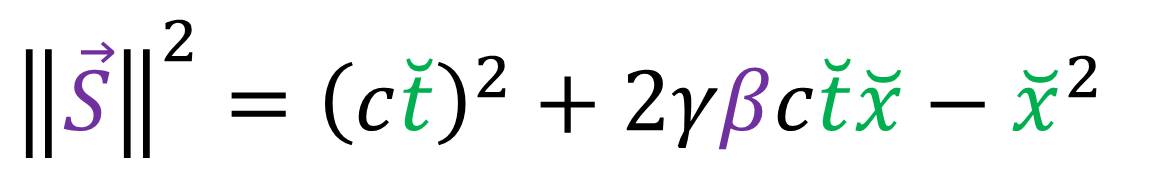 ‖S⃗‖² = (ct̆)² + 2γβct̆x̆ − x̆²